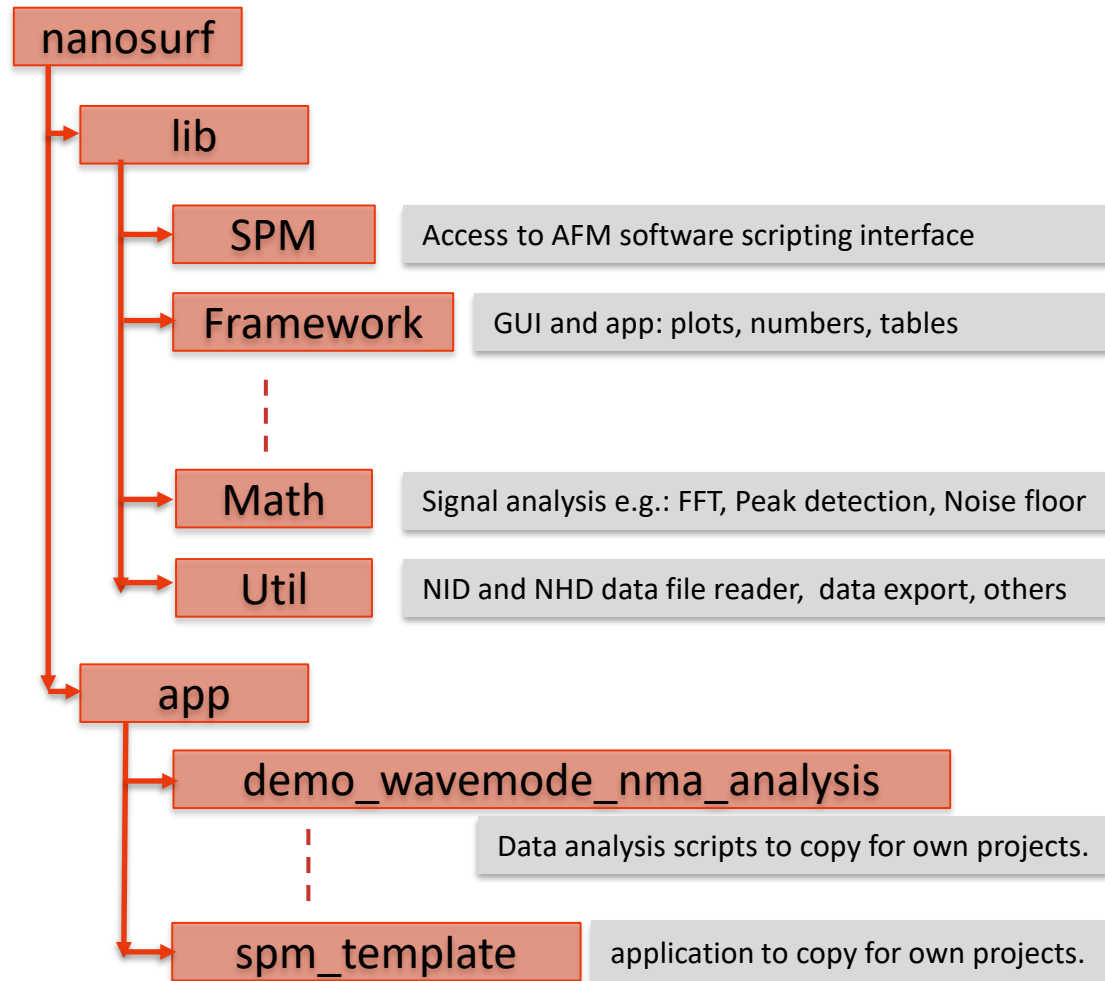 nanosurf
lib
SPM
Access to AFM software scripting interface
Framework
GUI and app: plots, numbers, tables
Math
Signal analysis e.g.: FFT, Peak detection, Noise floor
Util
NID and NHD data file reader,  data export, others
app
demo_wavemode_nma_analysis
Data analysis scripts to copy for own projects.
spm_template
application to copy for own projects.